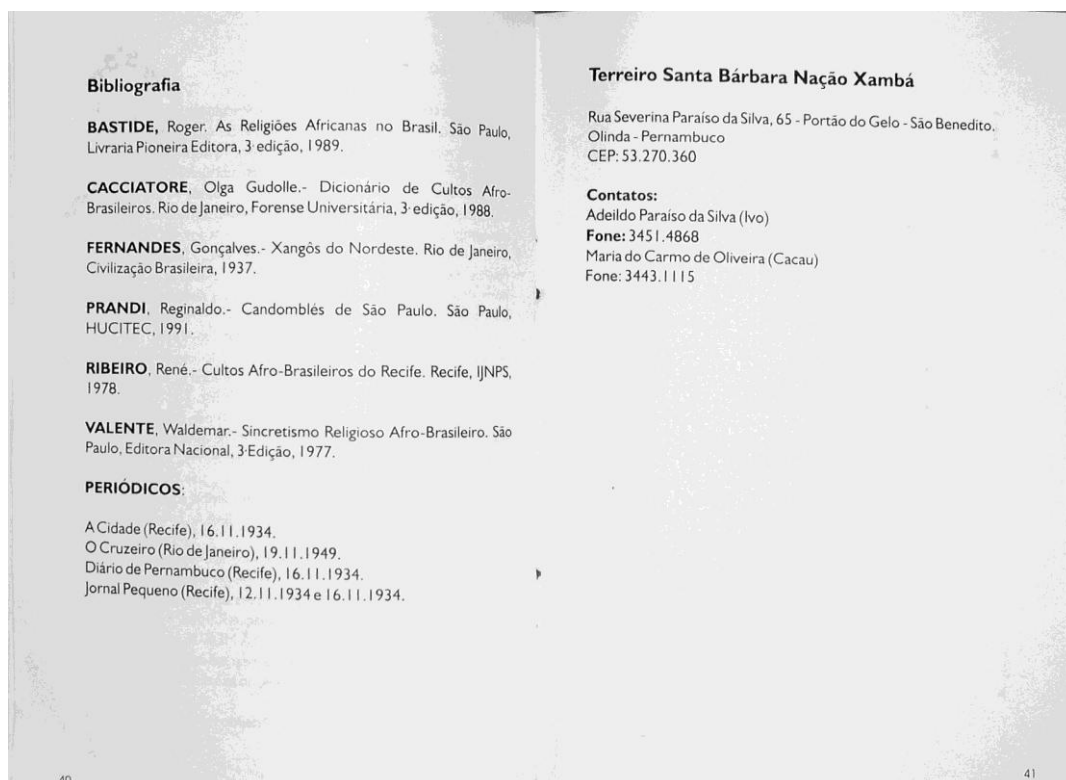 Bibliografia
BASTIDE, Roger. As Religiões Africanas no Brasil. São Paulo,
Livraria Pioneira Editora, 3ª edição, 1989.
CACCIATORE, Olga Gudolle.- Dicionário de Cultos Afro-
Brasileiros. Rio de Janeiro, Forense Universitária, 3ª edição, 1988.
FERNANDES, Gonçalves.- Xangôs do Nordeste. Rio de Janeiro,
Civilização Brasileira, 1937.
PRANDI, Reginaldo.- Candomblés de São Paulo. São Paulo,
HUCITEC, 1991.
RIBEIRO, René.- Cultos Afro-Brasileiros do Recife. Recife, IJNPS,
1978.
VALENTE, Waldemar.- Sincretismo Religioso Afro-Brasileiro. São
Paulo, Editora Nacional, 3ª Edição, 1977.
PERIÓDICOS:
A Cidade (Recife), 16.11.1934.
O Cruzeiro (Rio de Janeiro), 19.11.1949.
Diário de Pernambuco (Recife), 16.11.1934.
Jornal Pequeno (Recife), 12.11.1934 e 16.11.1934.
40
Terreiro Santa Bárbara Nação Xambá
Rua Severina Paraíso da Silva, 65 - Portão do Gelo - São Benedito.
Olinda - Pernambuco
CEP: 53.270.360
Contatos:
Adeildo Paraíso da Silva (Ivo)
Fone: 3451.4868
Maria do Carmo de Oliveira (Cacau)
Fone: 3443.1115
41